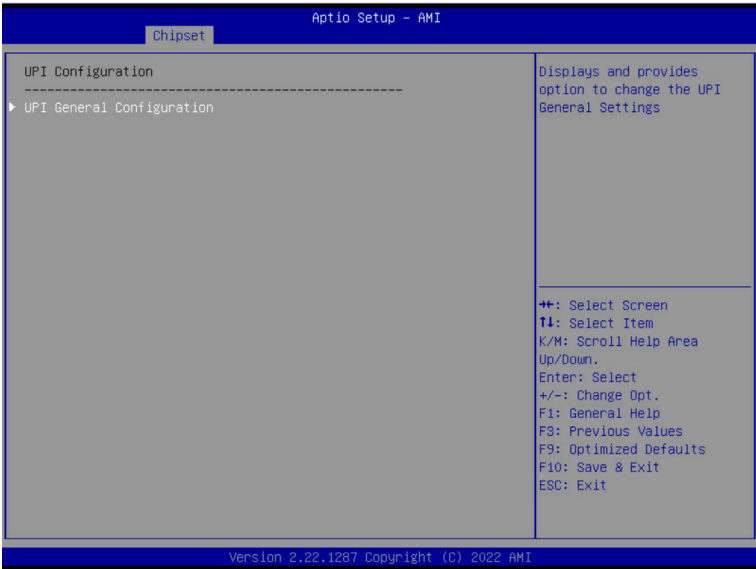 Aptio Setup – AMI
Chipset
UPI Configuration
--------------------------------------------------
UPI General Configuration
Displays and provides
option to change the UPI
General Settings
→←: Select Screen
↑↓: Select Item
K/M: Scroll Help Area
Up/Down.
Enter: Select
+/-: Change Opt.
F1: General Help
F3: Previous Values
F9: Optimized Defaults
F10: Save & Exit
ESC: Exit
Version 2.22.1287 Copyright (C) 2022 AMI